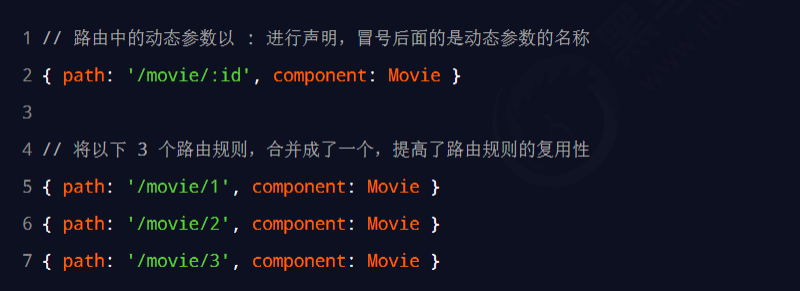 1 // 路由中的动态参数以 : 进行声明，冒号后面的是动态参数的名称
2 { path: '/movie/:id', component: Movie }
3
4 // 将以下 3 个路由规则，合并成了一个，提高了路由规则的复用性
5 { path: '/movie/1', component: Movie }
6 { path: '/movie/2', component: Movie }
7 { path: '/movie/3', component: Movie }